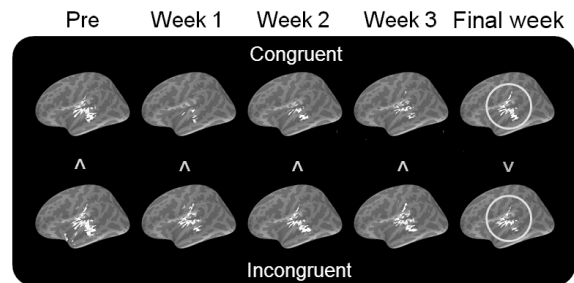 Pre Week 1 Week 2 Week 3 Final week
Congruent
^ ^ ^ ^ v
Incongruent